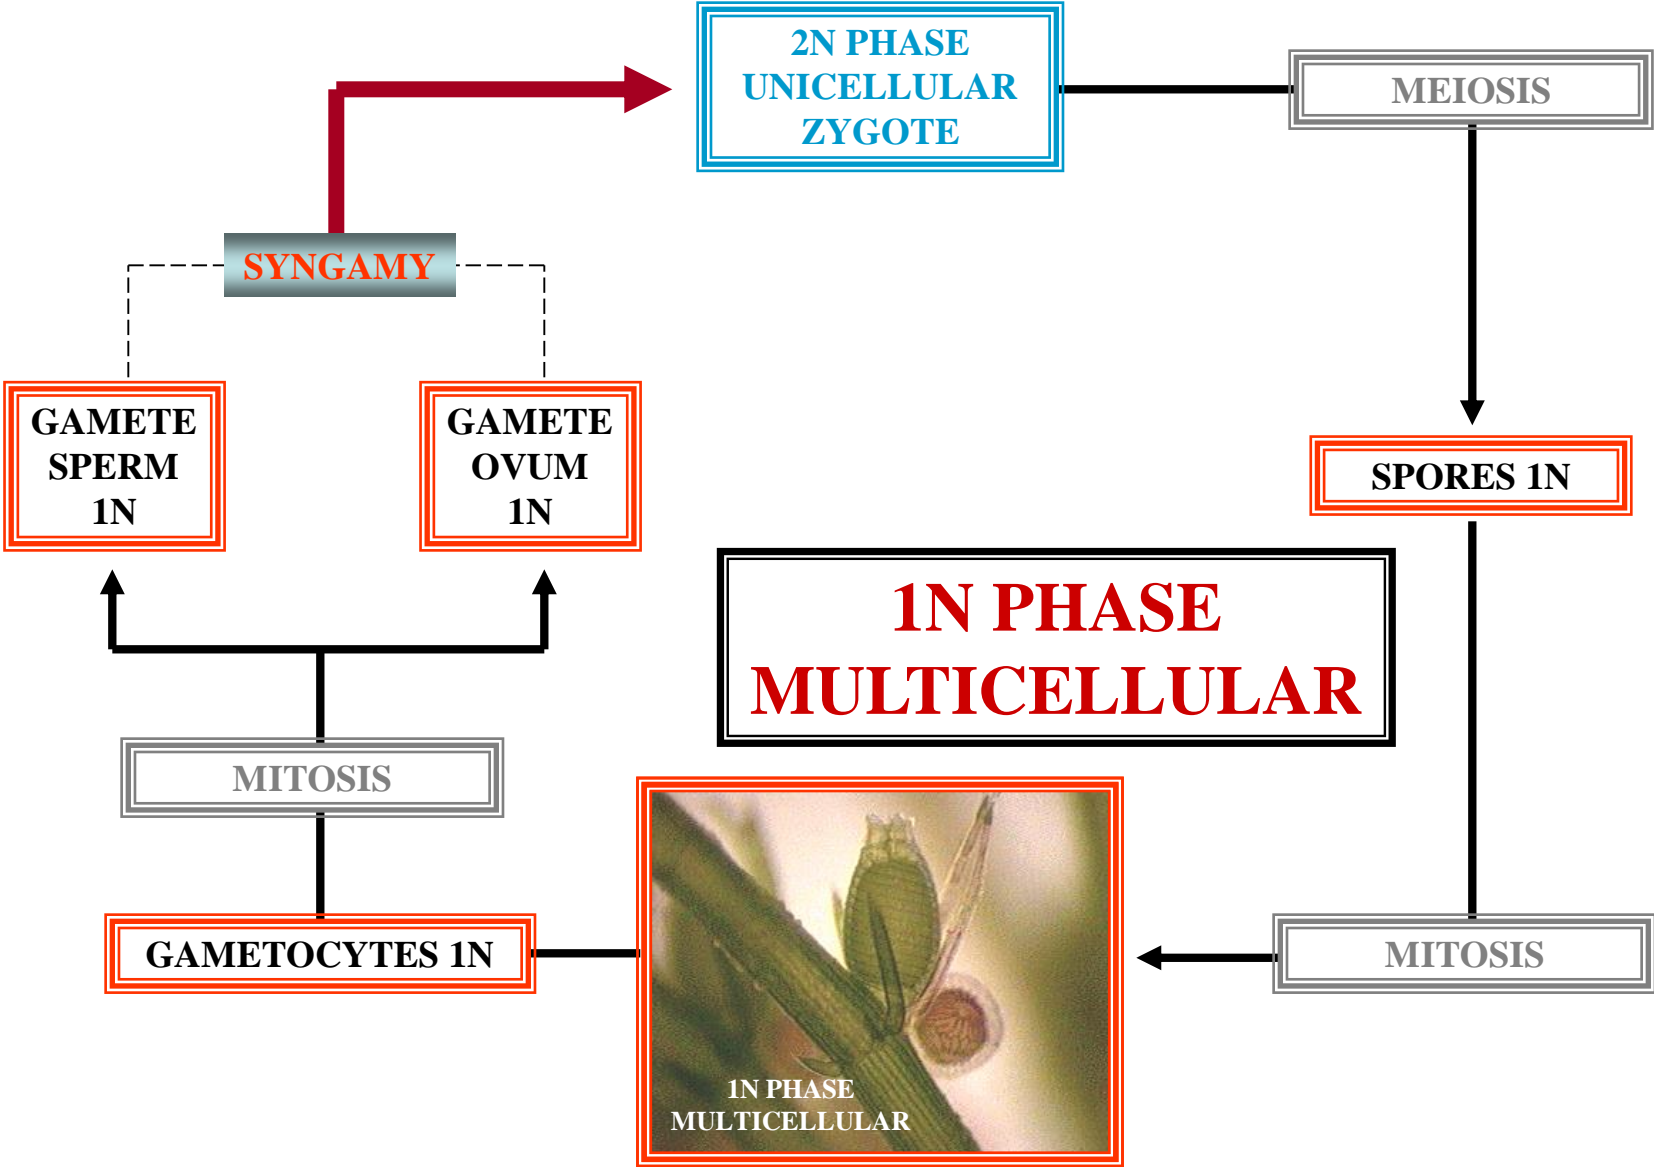 2N PHASE
UNICELLULAR
ZYGOTE
MEIOSIS
SYNGAMY
GAMETE
SPERM
1N
GAMETE
OVUM
1N
SPORES 1N
1N PHASE
MULTICELLULAR
MITOSIS
GAMETOCYTES 1N
MITOSIS
1N PHASE
MULTICELLULAR